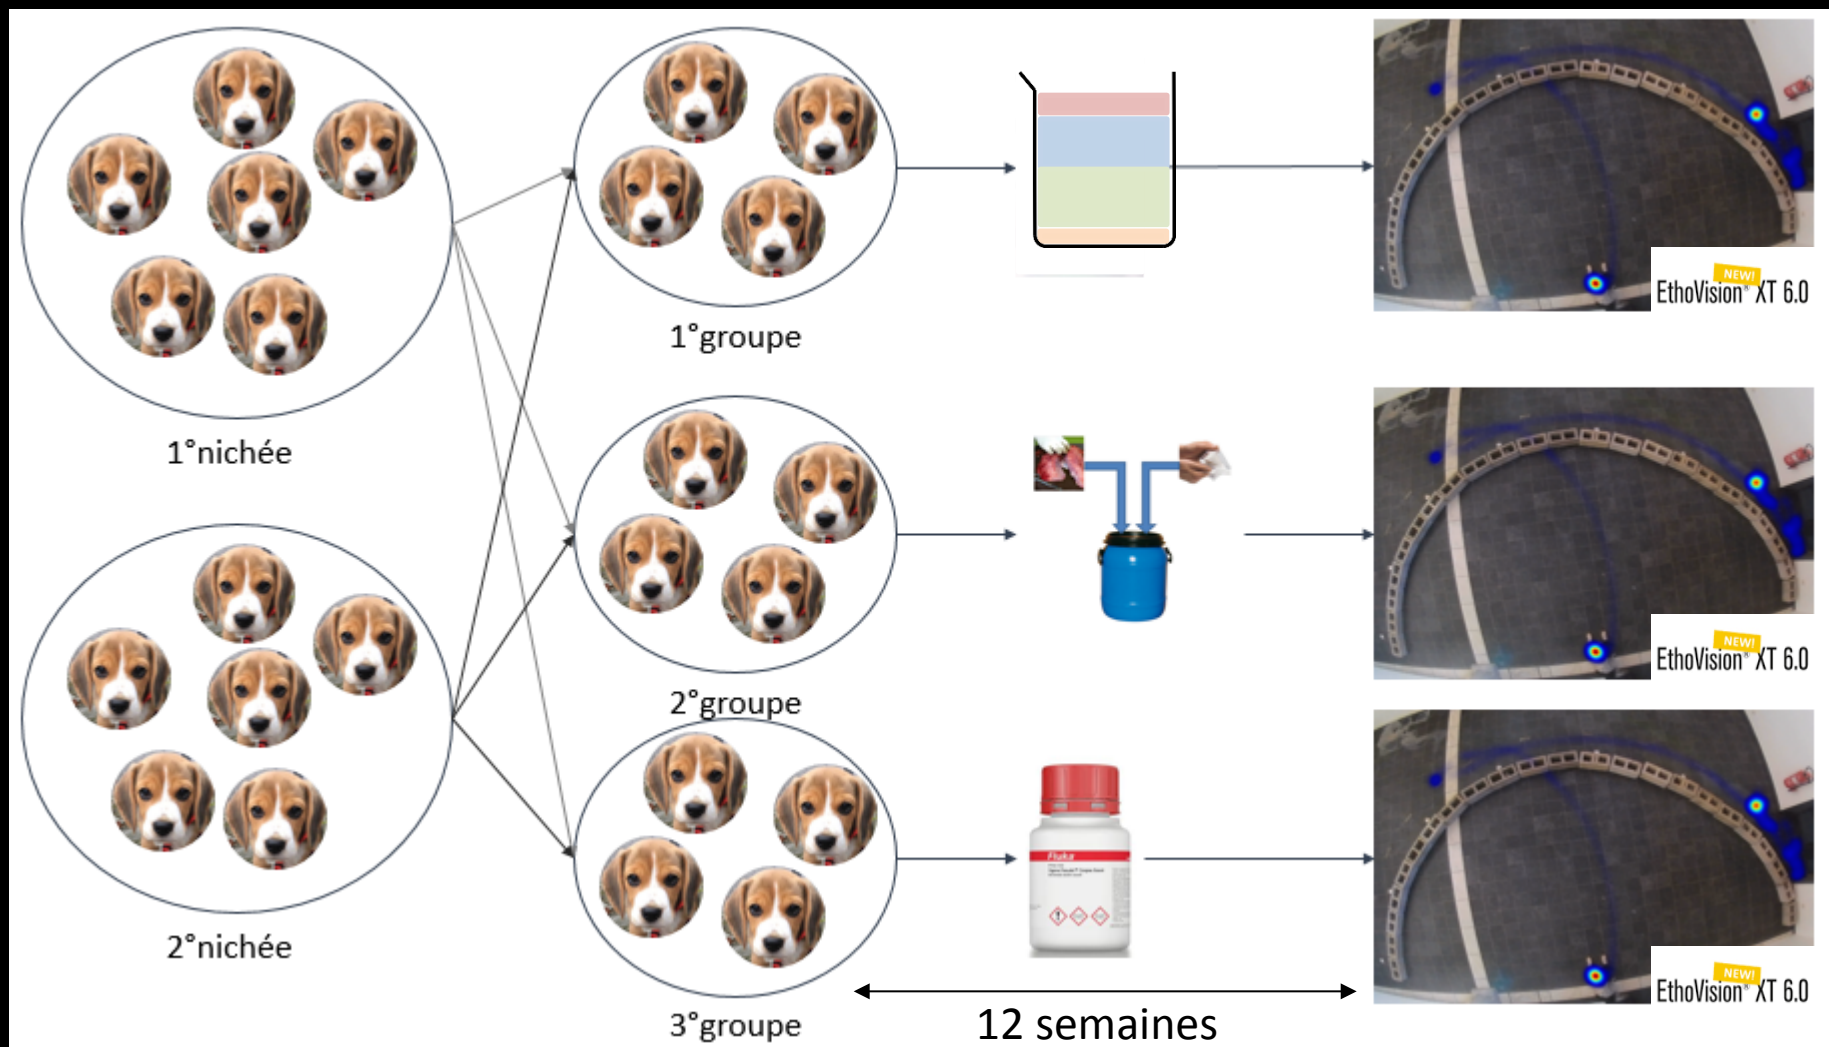 1°nichée
2°nichée
1°groupe
2°groupe
3°groupe
Fluka
12 semaines
NEW!
EthoVision® XT 6.0
NEW!
EthoVision® XT 6.0
NEW!
EthoVision® XT 6.0